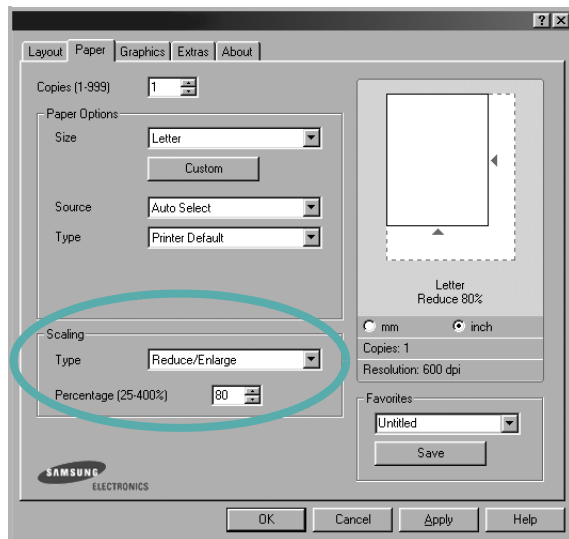 ? ×
Layout Paper Graphics Extras About
Copies (1-999) 1
Paper Options
Size Letter
Custom
Source Auto Select
Type Printer Default
Letter
Reduce 80%
mm inch
Copies: 1
Resolution: 600 dpi
Scaling
Type Reduce/Enlarge
Percentage (25-400%) 80
Favorites
Untitled
Save
SAMSUNG
ELECTRONICS
OK Cancel Apply Help